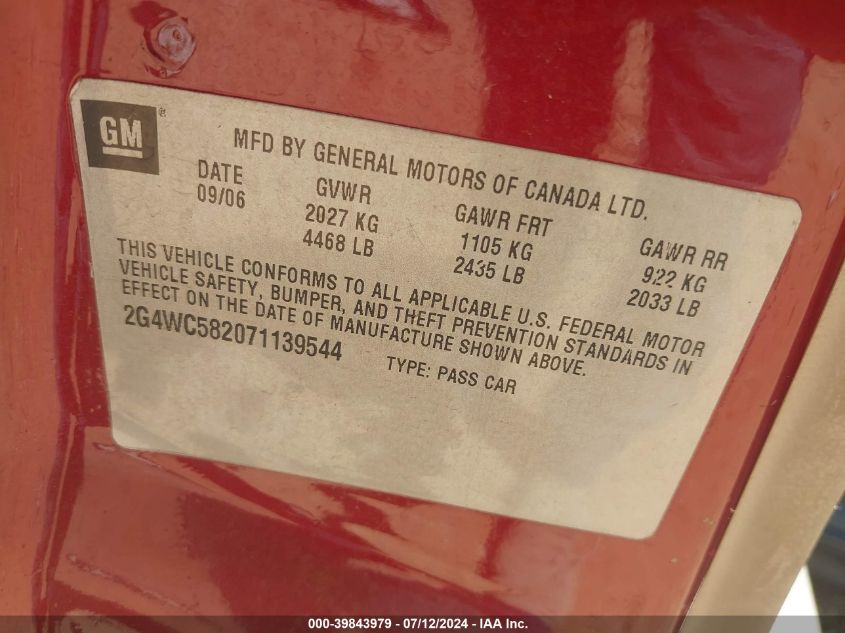 GM®
MFD BY GENERAL MOTORS OF CANADA LTD.
DATE GVWR GAWR FRT GAWR RR
09/06 2027 KG 1105 KG 922 KG
4468 LB 2435 LB 2033 LB
THIS VEHICLE CONFORMS TO ALL APPLICABLE U.S. FEDERAL MOTOR
VEHICLE SAFETY, BUMPER, AND THEFT PREVENTION STANDARDS IN
EFFECT ON THE DATE OF MANUFACTURE SHOWN ABOVE.
2G4WC582071139544 TYPE: PASS CAR
000-39843979 - 07/12/2024 - IAA Inc.